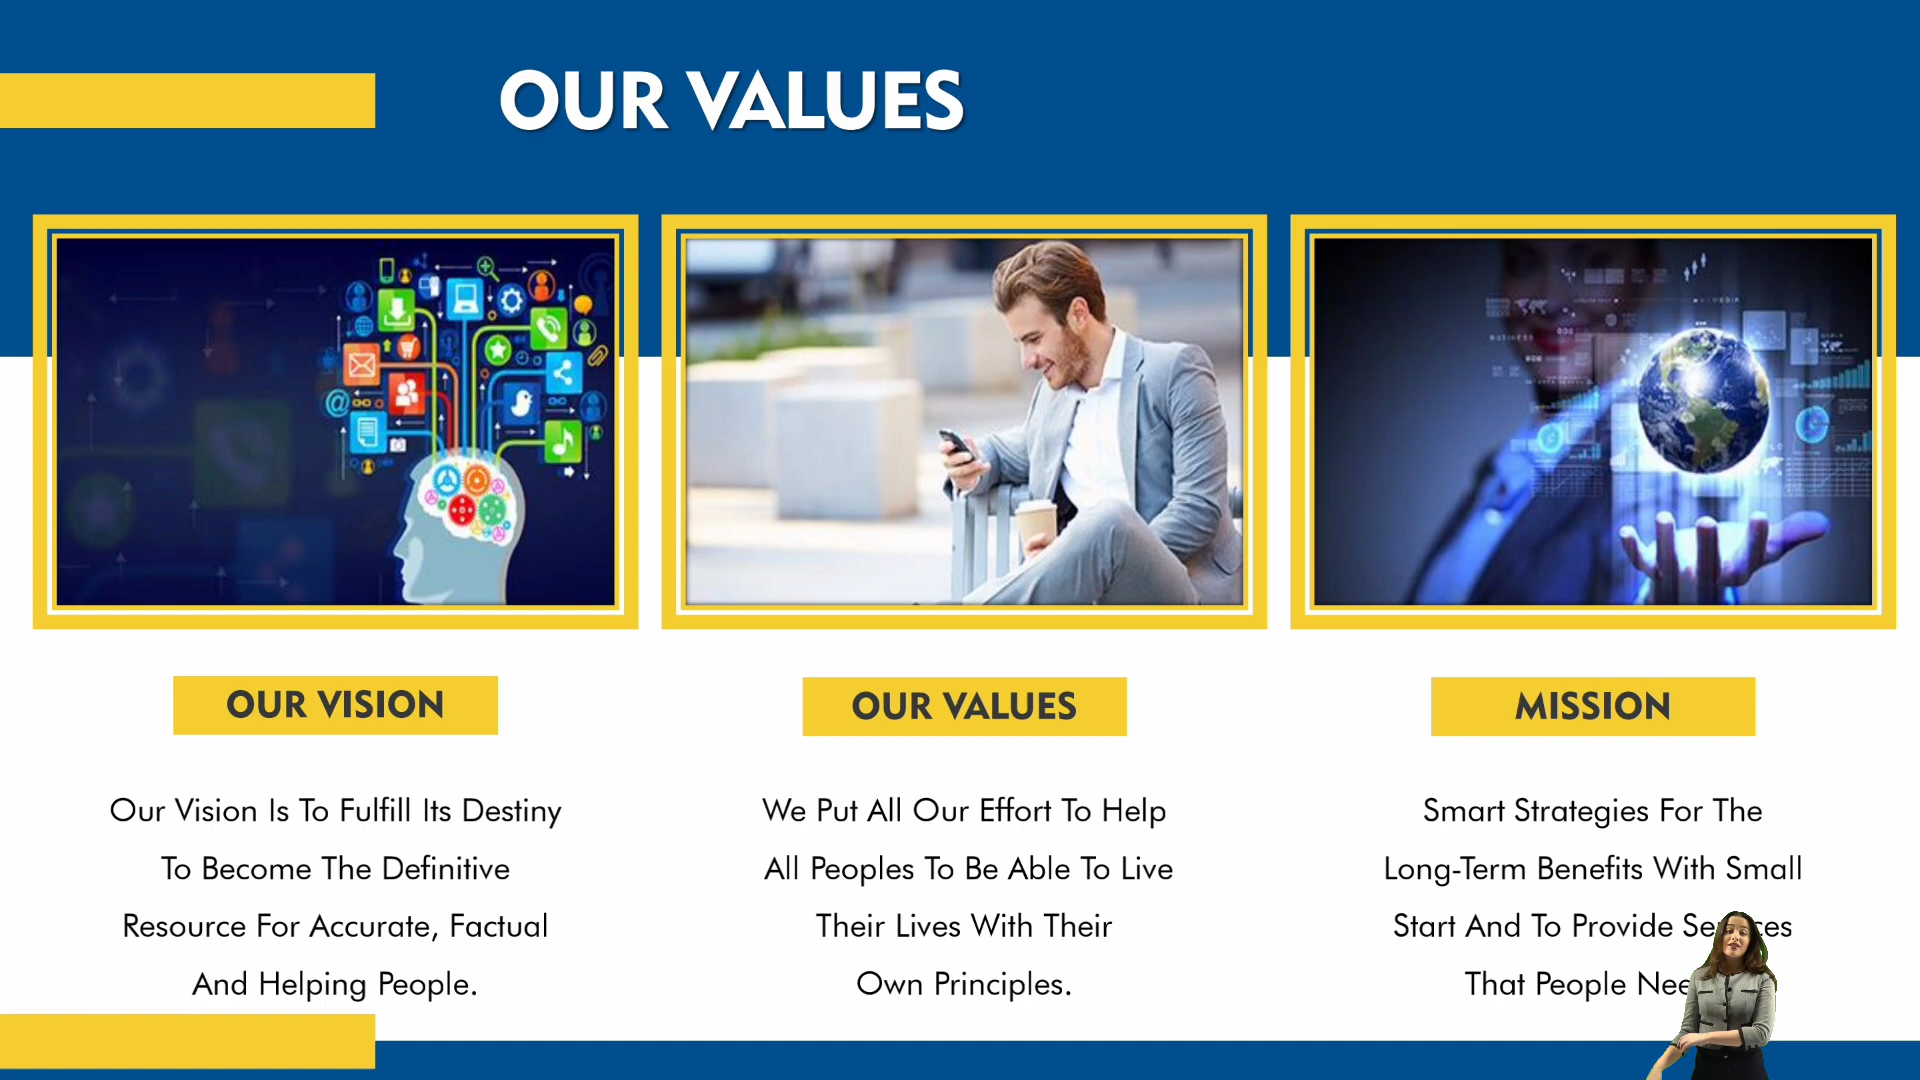 OUR VALUES
OUR VISION
Our Vision Is To Fulfill Its Destiny
To Become The Definitive
Resource For Accurate, Factual
And Helping People.
OUR VALUES
We Put All Our Effort To Help
All Peoples To Be Able To Live
Their Lives With Their
Own Principles.
MISSION
Smart Strategies For The
Long-Term Benefits With Small
Start And To Provide
That People